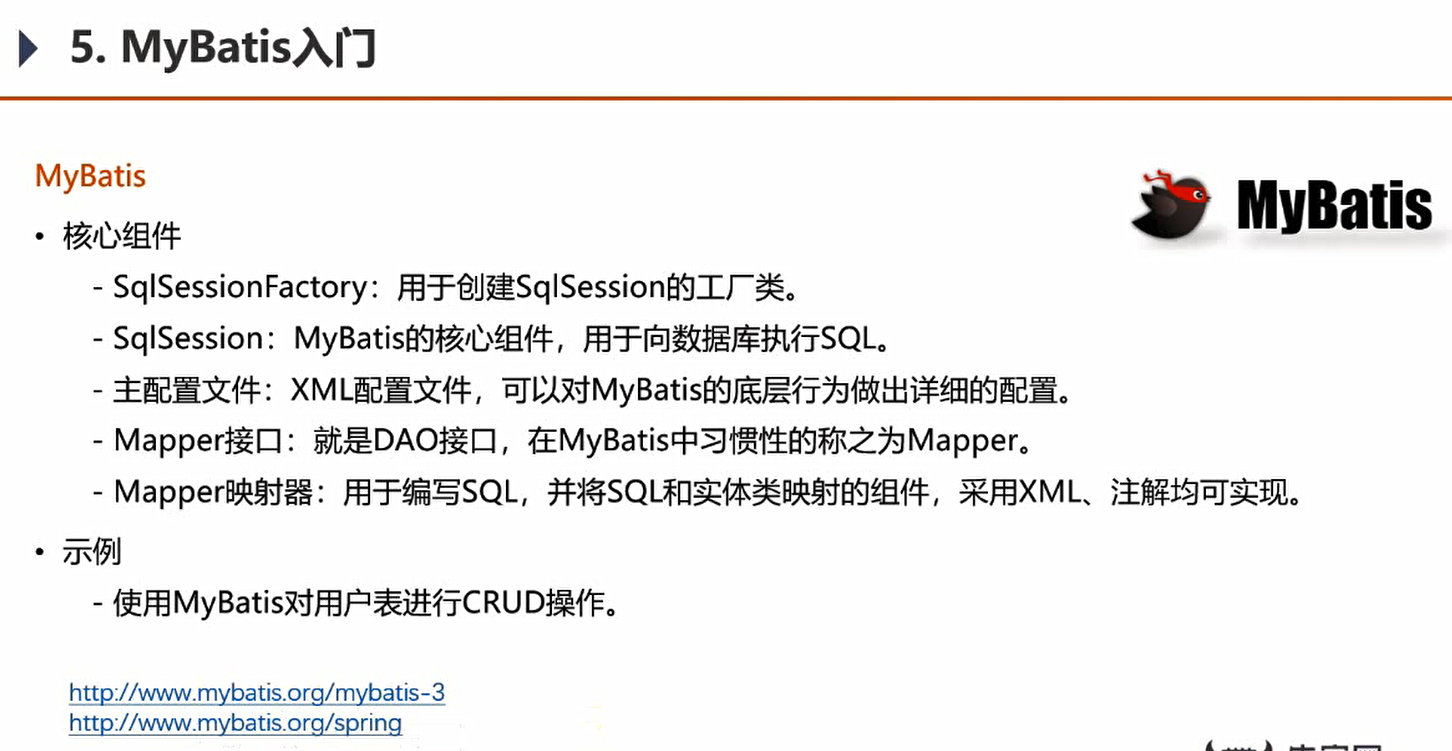 5. MyBatis入门
MyBatis
MyBatis
• 核心组件
- SqlSessionFactory：用于创建SqlSession的工厂类。
- SqlSession：MyBatis的核心组件，用于向数据库执行SQL。
- 主配置文件：XML配置文件，可以对MyBatis的底层行为做出详细的配置。
- Mapper接口：就是DAO接口，在MyBatis中习惯性的称之为Mapper。
- Mapper映射器：用于编写SQL，并将SQL和实体类映射的组件，采用XML、注解均可实现。
• 示例
- 使用MyBatis对用户表进行CRUD操作。
http://www.mybatis.org/mybatis-3
http://www.mybatis.org/spring